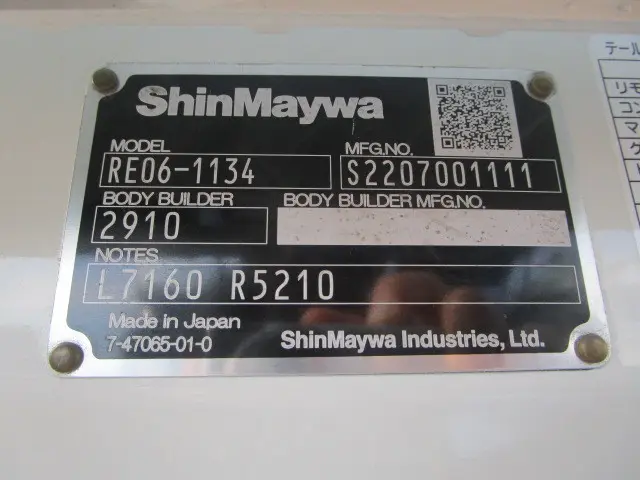 ShinMaywa
MODEL
MFG.NO.
RE06-1134
S2207001111
BODY BUILDER
BODY BUILDER MFG.NO.
2910
NOTES
L7160 R5210
Made in Japan
7-47065-01-0
ShinMaywa Industries, Ltd.
テール
リモ
コン
マ